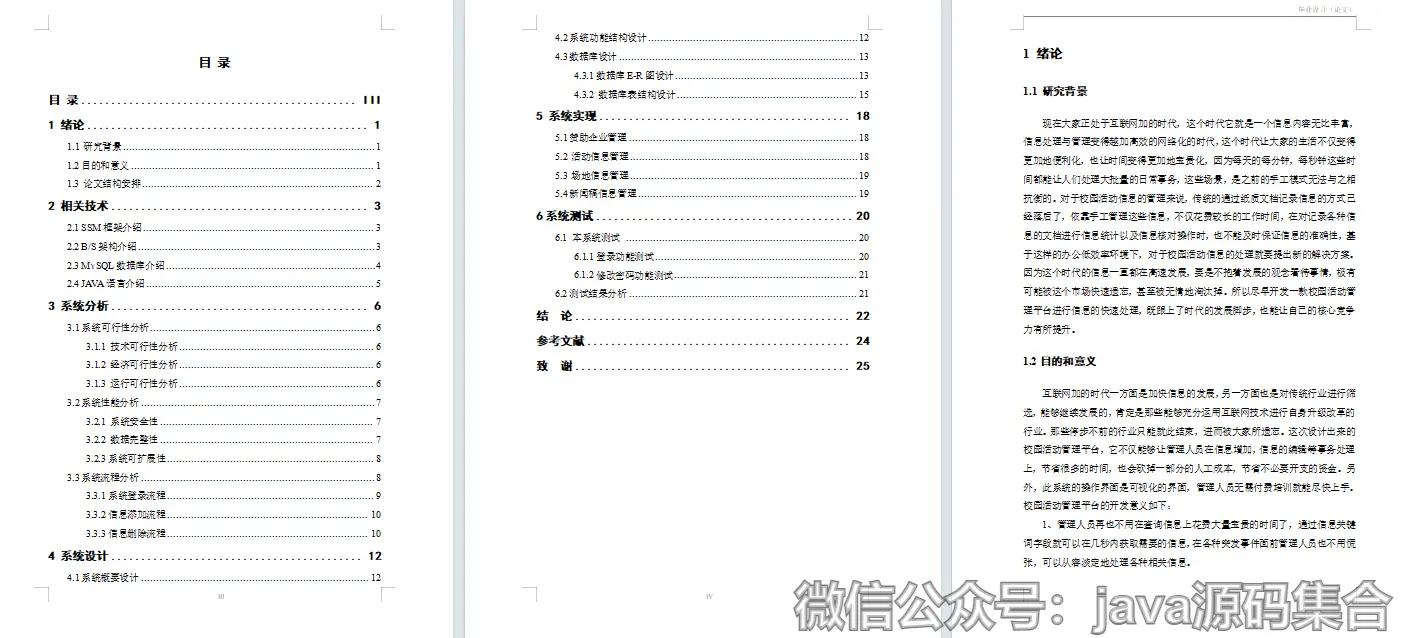 目 录
目 录 III
1 绪论 1
1.1 研究背景 1
1.2 目的和意义 1
1.3 论文结构安排 2
2 相关技术 3
2.1 SSM 框架介绍 3
2.2 B/S 架构介绍 3
2.3 MySQL 数据库介绍 4
2.4 JAVA 语言介绍 5
3 系统分析 6
3.1 系统可行性分析 6
3.1.1 技术可行性分析 6
3.1.2 经济可行性分析 6
3.1.3 运行可行性分析 6
3.2 系统性能分析 7
3.2.1 系统安全性 7
3.2.2 数据完整性 7
3.2.3 系统可扩展性 8
3.3 系统流程分析 8
3.3.1 系统登录流程 9
3.3.2 信息添加流程 10
3.3.3 信息删除流程 10
4 系统设计 12
4.1 系统概要设计 12
III
4.2 系统功能结构设计 12
4.3 数据库设计 13
4.3.1 数据库 E-R 图设计 13
4.3.2 数据库表结构设计 15
5 系统实现 18
5.1 赞助企业管理 18
5.2 活动信息管理 18
5.3 场地信息管理 19
5.4 新闻稿信息管理 19
6 系统测试 20
6.1 本系统测试 20
6.1.1 登录功能测试 20
6.1.2 修改密码功能测试 21
6.2 测试结果分析 21
结 论 22
参考文献 24
致 谢 25
IV
毕业设计（论文）
1 绪论
1.1 研究背景
现在大家正处于互联网加的时代，这个时代它就是一个信息内容无比丰富，
信息处理与管理变得越加高效的网络化的时代，这个时代让大家的生活不仅变得
更加地便利化，也让时间变得更加地宝贵化，因为每天的每分钟，每秒钟这些时
间都能让人们处理大批量的日常事务，这些场景，是之前的手工模式无法与之相
抗衡的。对于校园活动信息的管理来说，传统的通过纸质文档记录信息的方式已
经落后了，依靠手工管理这些信息，不仅花费较长的工作时间，在对记录各种信
息的文档进行信息统计以及信息核对操作时，也不能及时保证信息的准确性，基
于这样的办公低效率环境下，对于校园活动信息的处理就要提出新的解决方案。
因为这个时代的信息一直都在高速发展，要是不抱着发展的观念看待事情，极有
可能被这个市场快速遗忘，甚至被无情地淘汰掉。所以尽早开发一款校园活动管
理平台进行信息的快速处理，既跟上了时代的发展脚步，也能让自己的核心竞争
力有所提升。
1.2 目的和意义
互联网加的时代一方面是加快信息的发展，另一方面也是对传统行业进行筛
选，能够继续发展的，肯定是那些能够充分运用互联网技术进行自身升级改革的
行业。那些停步不前的行业只能就此结束，进而被大家所遗忘。这次设计出来的
校园活动管理平台，它不仅能够让管理人员在信息增加，信息的编辑等事务处理
上，节省很多的时间，也会砍掉一部分的人工成本，节省不必要开支的资金。另
外，此系统的操作界面是可视化的界面，管理人员无需付费培训就能尽快上手。
校园活动管理平台的开发意义如下：
1、管理人员再也不用在查询信息上花费大量宝贵的时间了，通过信息关键
词字段就可以在几秒内获取需要的信息，在各种突发事件面前管理人员也不用慌
张，可以从容淡定地处理各种相关信息。
微信公众号：java源码集合